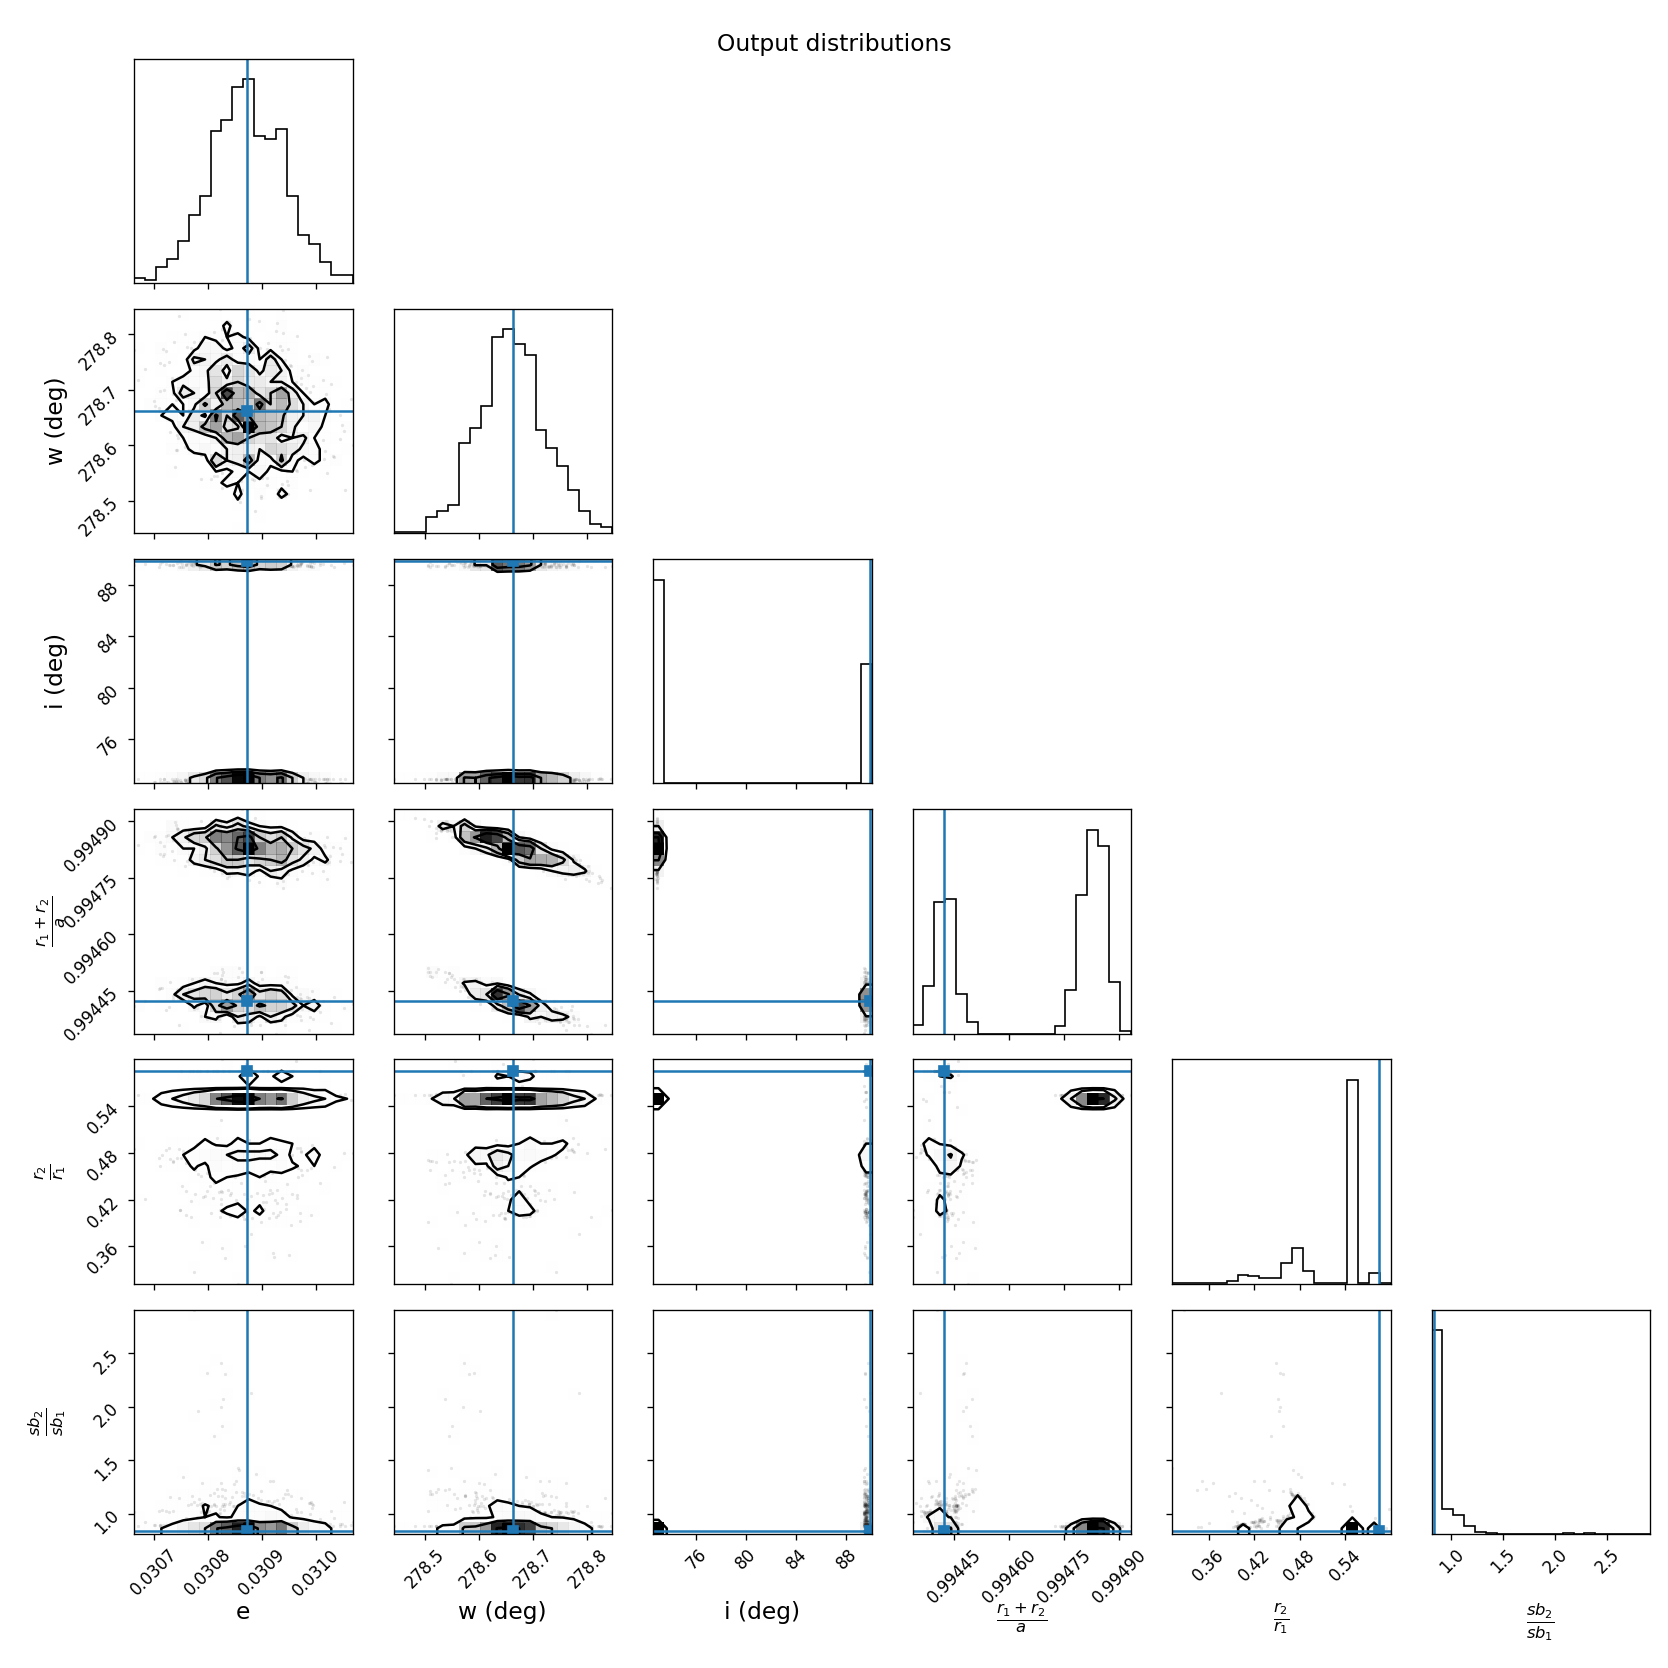 Output distributions
w (deg)
278.8
278.7
278.6
278.5
i (deg)
88
84
80
76
r₁ + r₂
a
0.99490
0.99475
0.99460
0.99445
r₂
r₁
0.54
0.48
0.42
0.36
sb₂
sb₁
2.5
2.0
1.5
1.0
0.0307 0.0308 0.0309 0.0310
278.5 278.6 278.7 278.8
76 80 84 88
0.99445 0.99460 0.99475 0.99490
0.36 0.42 0.48 0.54
1.0 1.5 2.0 2.5
e
w (deg)
i (deg)
r₁ + r₂
a
r₂
r₁
sb₂
sb₁